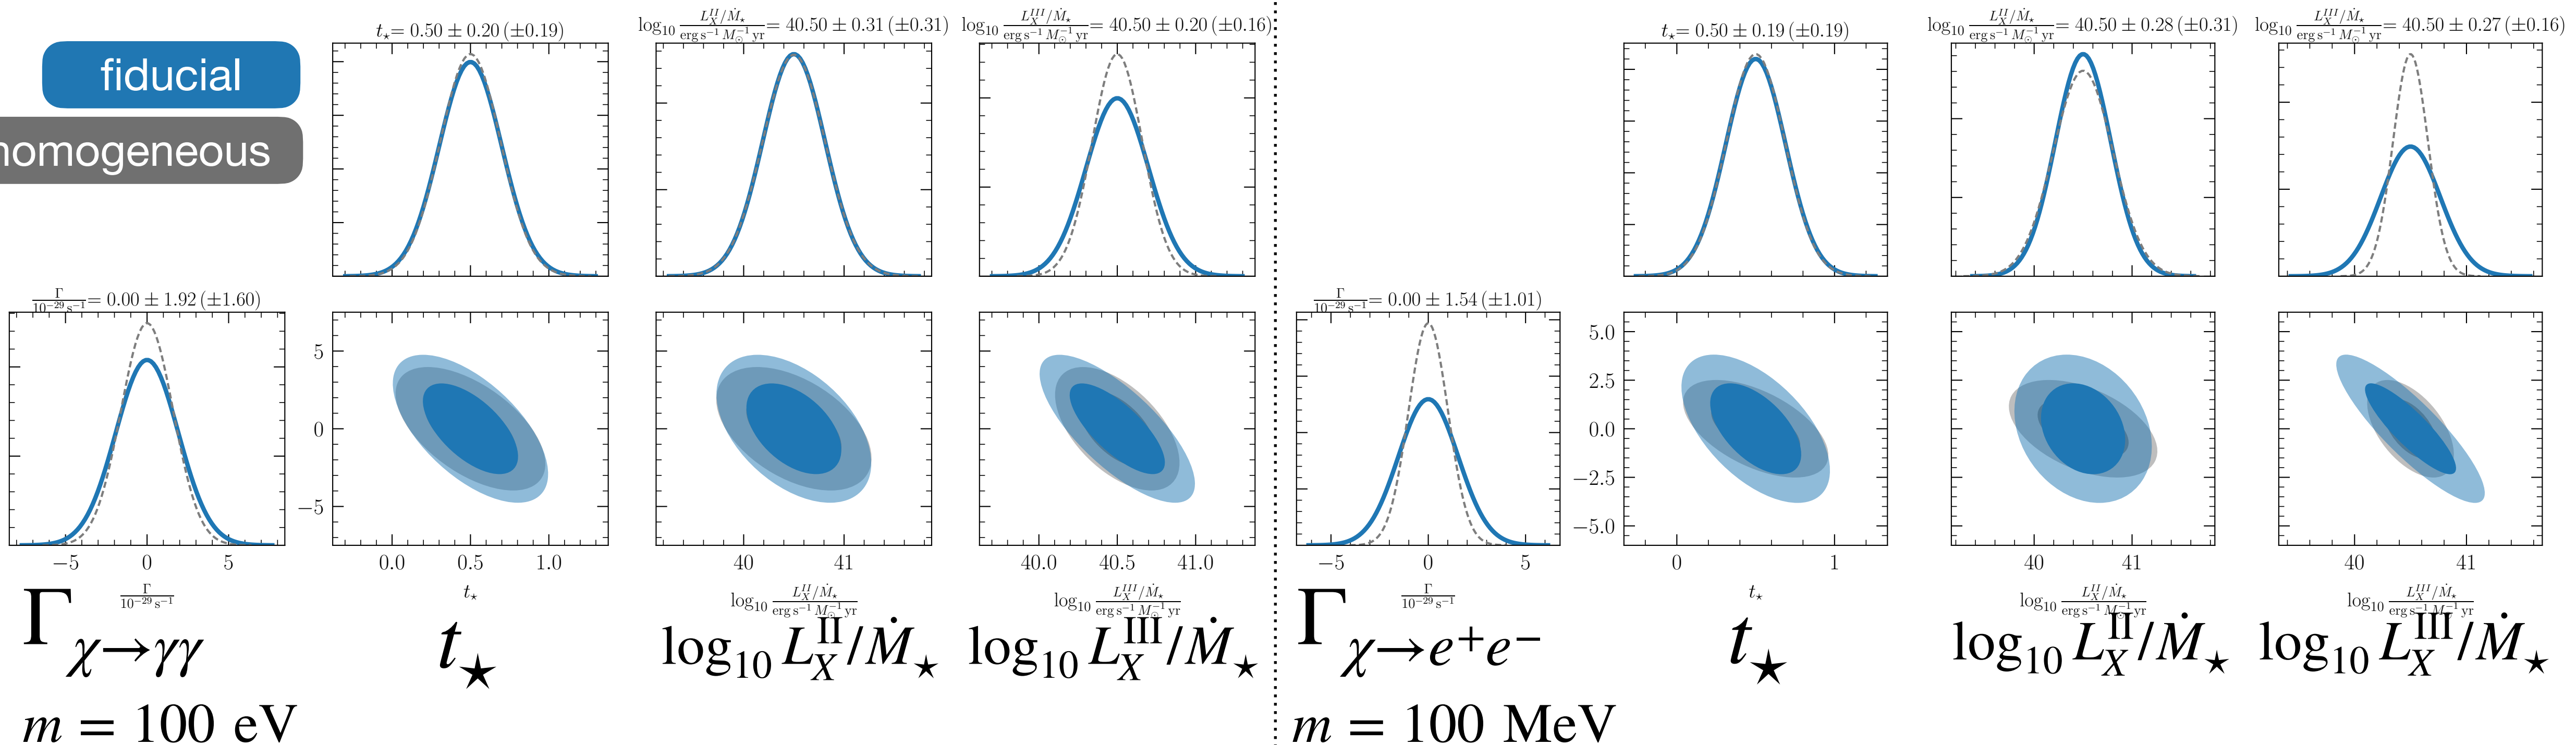 fiducial
homogeneous
t⋆= 0.50 ± 0.20 (±0.19)
log₁₀ L_X^{II}/Ṁ⋆ / erg s⁻¹ M_⊙⁻¹ yr = 40.50 ± 0.31 (±0.31)
log₁₀ L_X^{III}/Ṁ⋆ / erg s⁻¹ M_⊙⁻¹ yr = 40.50 ± 0.20 (±0.16)
t⋆= 0.50 ± 0.19 (±0.19)
log₁₀ L_X^{II}/Ṁ⋆ / erg s⁻¹ M_⊙⁻¹ yr = 40.50 ± 0.28 (±0.31)
log₁₀ L_X^{III}/Ṁ⋆ / erg s⁻¹ M_⊙⁻¹ yr = 40.50 ± 0.27 (±0.16)
Γ / 10⁻²⁹ s⁻¹ = 0.00 ± 1.92 (±1.60)
Γ / 10⁻²⁹ s⁻¹ = 0.00 ± 1.54 (±1.01)
5
0
−5
5.0
2.5
0.0
−2.5
−5.0
−5 0 5
0.0 0.5 1.0
40 41
40.0 40.5 41.0
−5 0 5
0 1
40 41
40 41
Γ / 10⁻²⁹ s⁻¹
t⋆
log₁₀ L_X^{II}/Ṁ⋆ / erg s⁻¹ M_⊙⁻¹ yr
log₁₀ L_X^{III}/Ṁ⋆ / erg s⁻¹ M_⊙⁻¹ yr
Γ / 10⁻²⁹ s⁻¹
t⋆
log₁₀ L_X^{II}/Ṁ⋆ / erg s⁻¹ M_⊙⁻¹ yr
log₁₀ L_X^{III}/Ṁ⋆ / erg s⁻¹ M_⊙⁻¹ yr
Γ χ→γγ
t⋆
log₁₀ L_X^{II}/Ṁ⋆
log₁₀ L_X^{III}/Ṁ⋆
Γ χ→e⁺e⁻
t⋆
log₁₀ L_X^{II}/Ṁ⋆
log₁₀ L_X^{III}/Ṁ⋆
m = 100 eV
m = 100 MeV